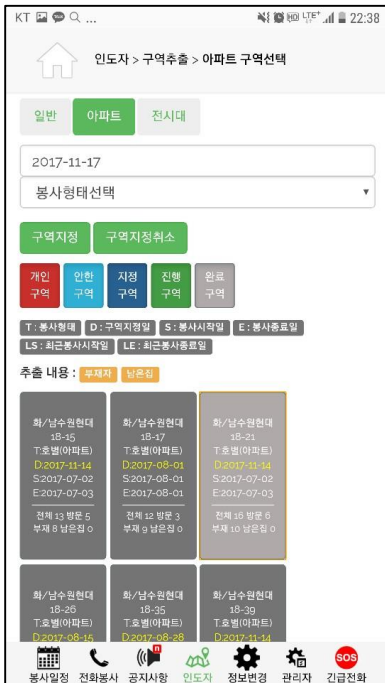 KT Q ... HD LTE+ 22:38
인도자 > 구역추출 > 아파트 구역선택
일반 아파트 전시대
2017-11-17
봉사형태선택
구역지정 구역지정취소
개인 안한 지정 진행 완료
구역 구역 구역 구역 구역
T : 봉사형태 D : 구역지정일 S : 봉사시작일 E : 봉사종료일
LS : 최근봉사시작일 LE : 최근봉사종료일
추출 내용 : 부재자 남은집
화/남수원현대 화/남수원현대 화/남수원현대
18-15 18-17 18-21
T:호별(아파트) T:호별(아파트) T:호별(아파트)
D:2017-11-14 D:2017-08-01 D:2017-11-14
S:2017-07-02 S:2017-08-01 S:2017-07-02
E:2017-07-03 E:2017-08-01 E:2017-07-03
전체 13 방문 5 전체 12 방문 3 전체 16 방문 6
부재 8 남은집 0 부재 9 남은집 0 부재 10 남은집 0
화/남수원현대 화/남수원현대 화/남수원현대
18-26 18-35 18-39
T:호별(아파트) T:호별(아파트) T:호별(아파트)
D:2017-08-15 D:2017-08-28 D:2017-11-14
n SOS
봉사일정 전화봉사 공지사항 인도자 정보변경 관리자 긴급전화